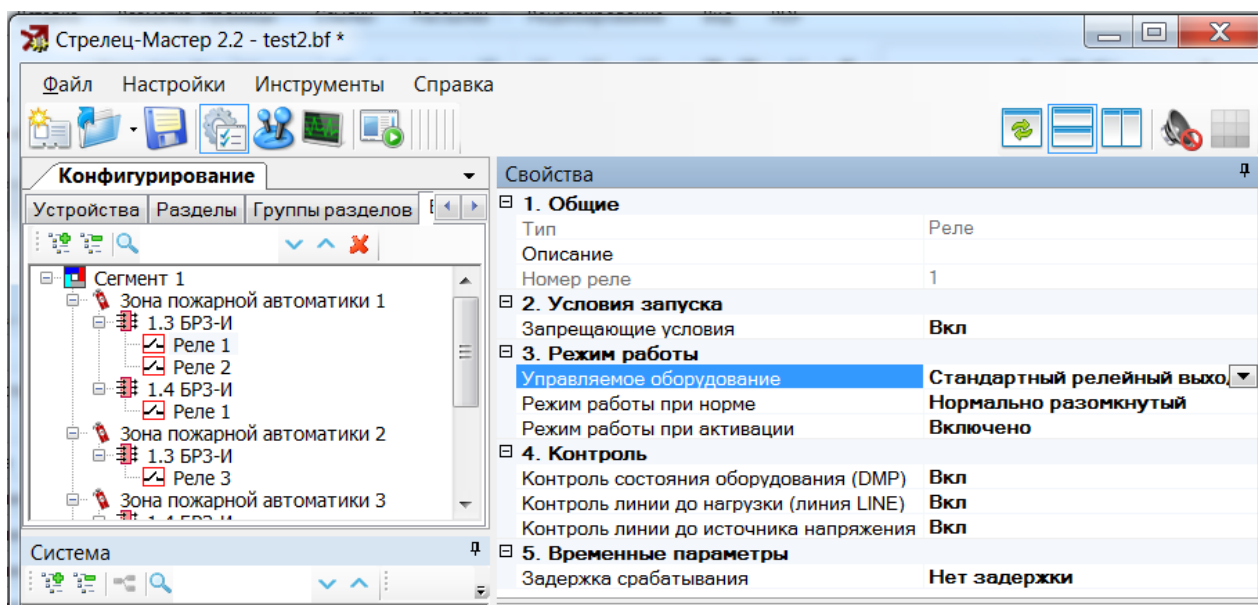 Стрелец-Мастер 2.2 - test2.bf *
Файл Настройки Инструменты Справка
Конфигурирование
Устройства Разделы Группы разделов
Сегмент 1
Зона пожарной автоматики 1
1.3 БРЗ-И
Реле 1
Реле 2
1.4 БРЗ-И
Реле 1
Зона пожарной автоматики 2
1.3 БРЗ-И
Реле 3
Зона пожарной автоматики 3
Система
Свойства
1. Общие
Тип Реле
Описание
Номер реле 1
2. Условия запуска
Запрещающие условия Вкл
3. Режим работы
Управляемое оборудование Стандартный релейный выхо
Режим работы при норме Нормально разомкнутый
Режим работы при активации Включено
4. Контроль
Контроль состояния оборудования (DMP) Вкл
Контроль линии до нагрузки (линия LINE) Вкл
Контроль линии до источника напряжения Вкл
5. Временные параметры
Задержка срабатывания Нет задержки